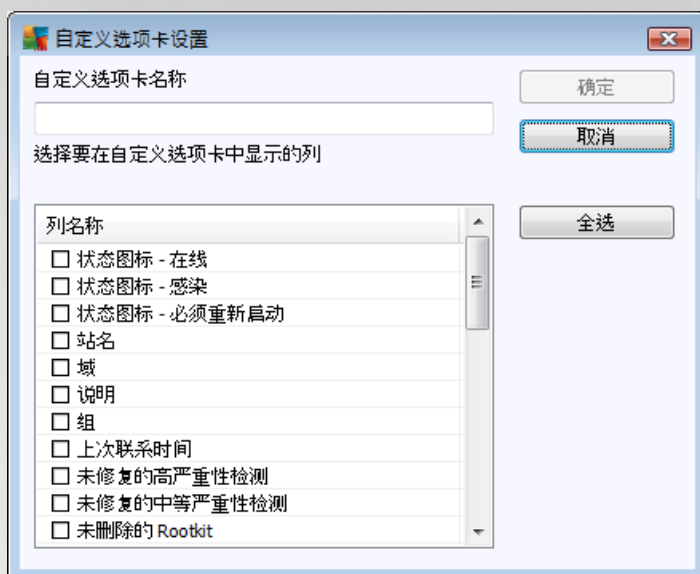 自定义选项卡设置
自定义选项卡名称
确定
取消
选择要在自定义选项卡中显示的列
全选
列名称
状态图标 - 在线
状态图标 - 感染
状态图标 - 必须重新启动
站名
域
说明
组
上次联系时间
未修复的高严重性检测
未修复的中等严重性检测
未删除的 Rootkit